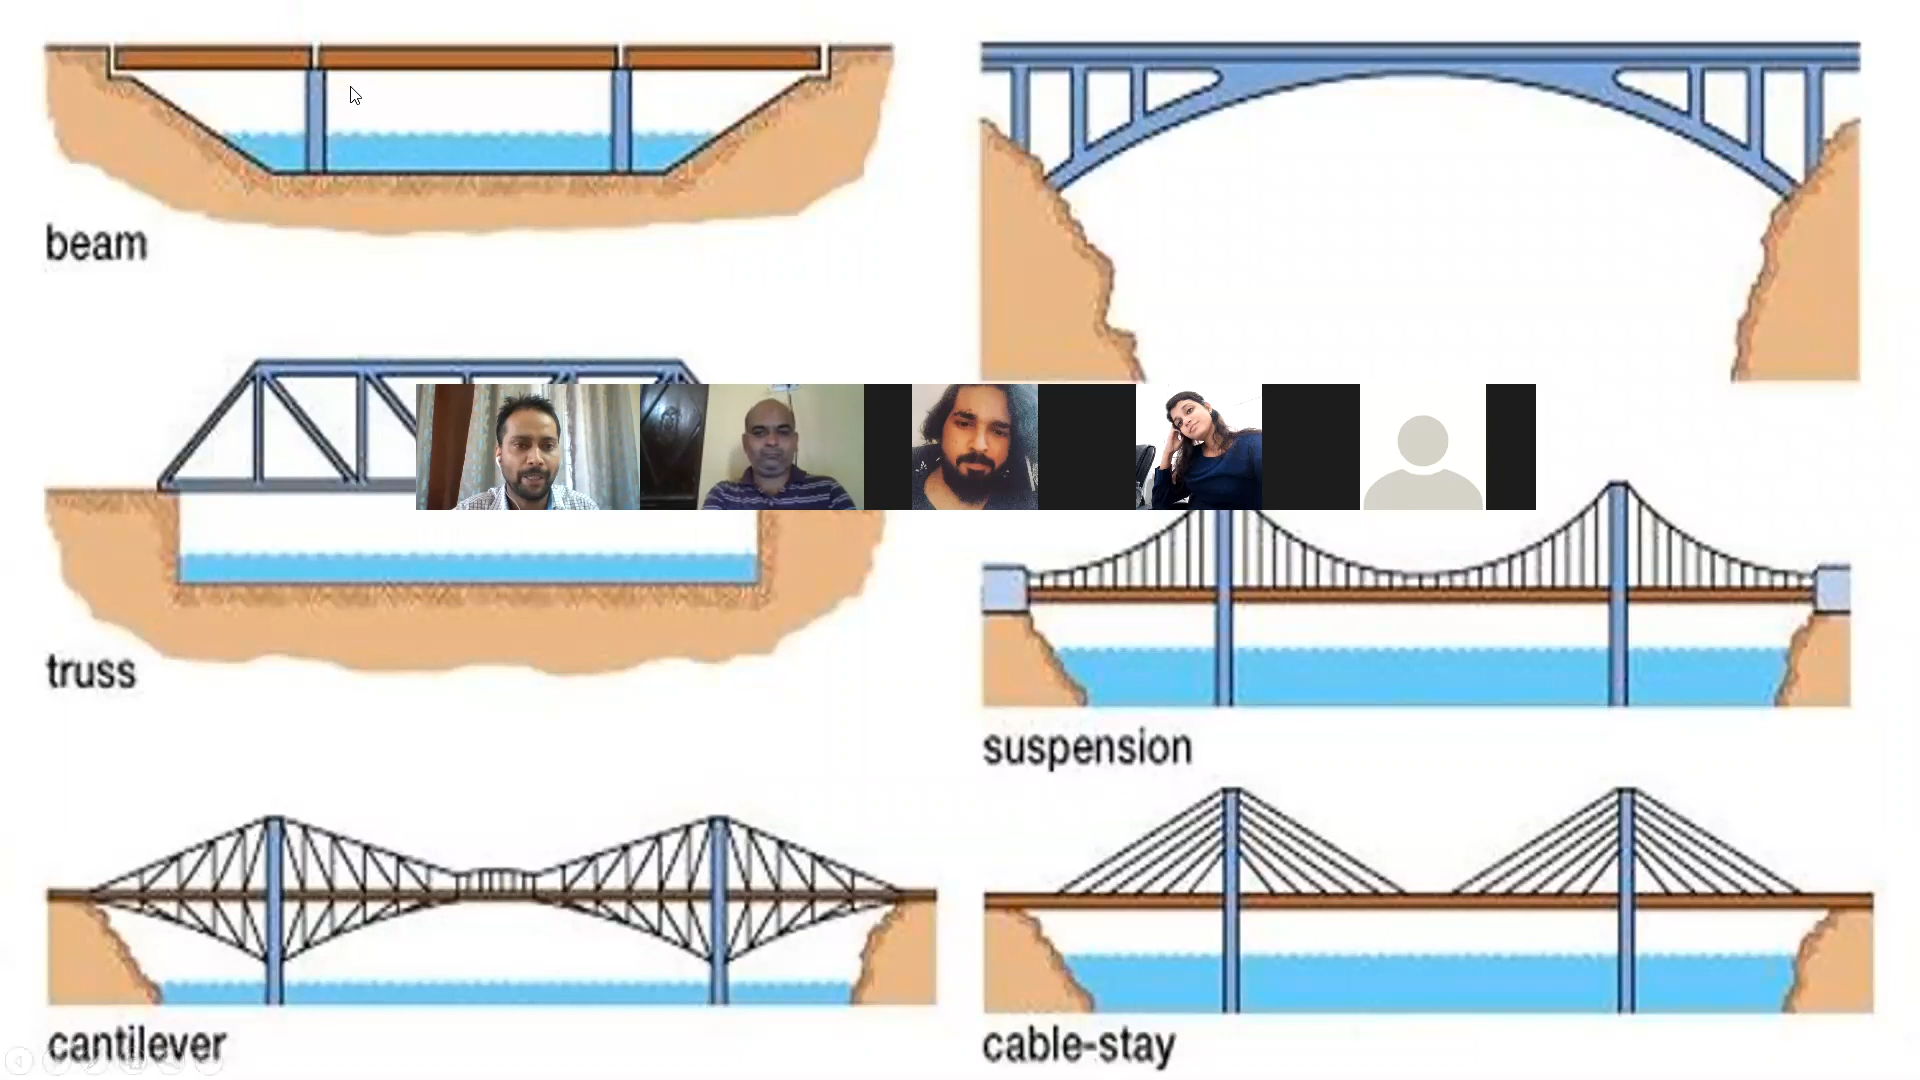 beam
truss
suspension
cantilever
cable-stay